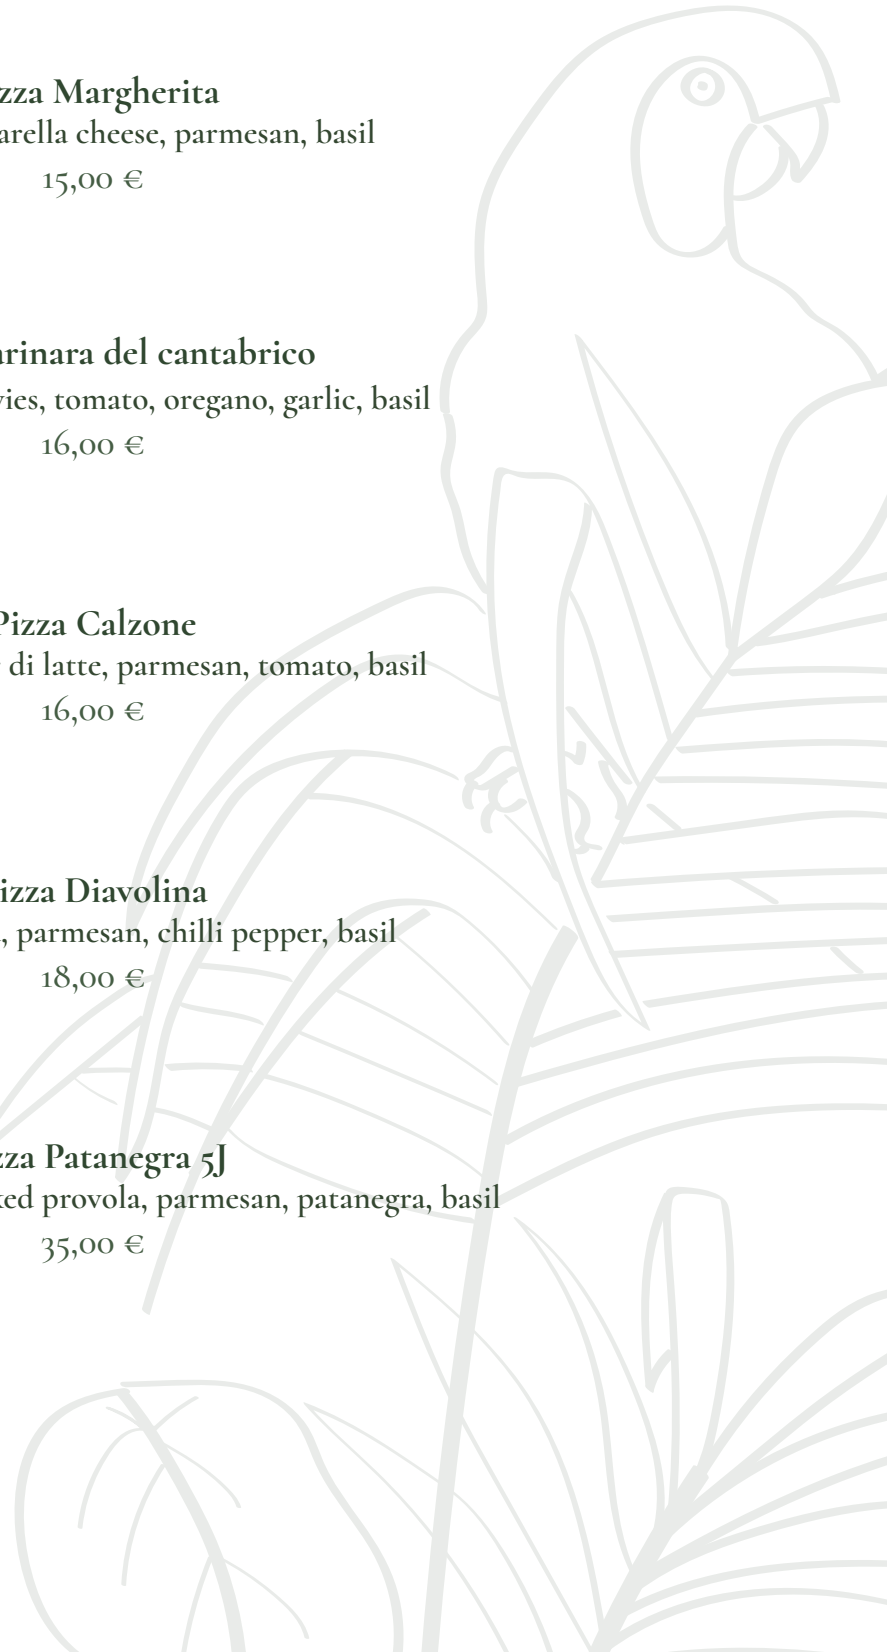 zza Margherita
arella cheese, parmesan, basil
15,00 €
arinara del cantabrico
vies, tomato, oregano, garlic, basil
16,00 €
Pizza Calzone
di latte, parmesan, tomato, basil
16,00 €
izza Diavolina
, parmesan, chilli pepper, basil
18,00 €
zza Patanegra 5J
ked provola, parmesan, patanegra, basil
35,00 €